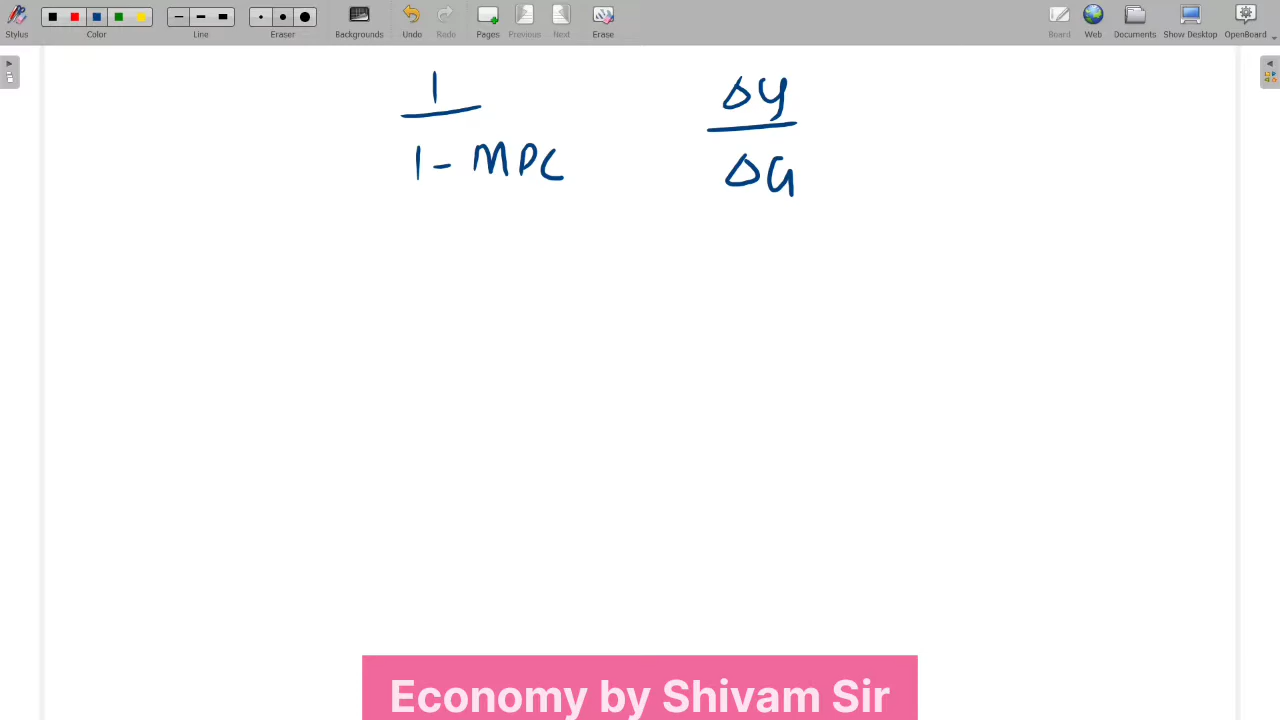 Stylus Color Line Eraser Backgrounds Undo Redo Pages Previous Next Erase Board Web Documents Show Desktop OpenBoard
1 ΔY
1 - MPC ΔG
Economy by Shivam Sir